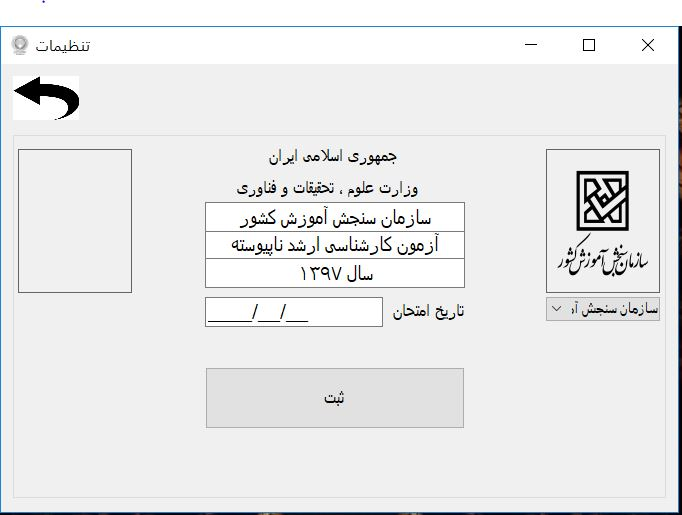 تنظیمات
جمهوری اسلامی ایران
وزارت علوم ، تحقیقات و فناوری
سازمان سنجش آموزش کشور
آزمون کارشناسی ارشد ناپیوسته
سال ۱۳۹۷
سازمان سنجش آموزش کشور
تاریخ امتحان ____/__/__
سازمان سنجش آم
ثبت